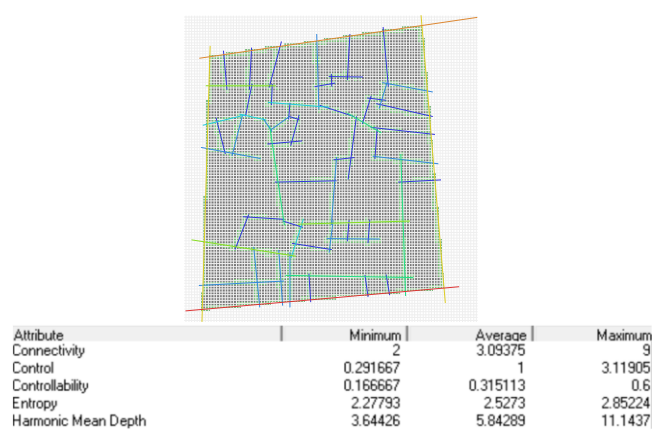 Attribute Minimum Average Maximum
Connectivity 2 3.09375 9
Control 0.291667 1 3.11905
Controllability 0.166667 0.315113 0.6
Entropy 2.27793 2.5273 2.85224
Harmonic Mean Depth 3.64426 5.84289 11.1437